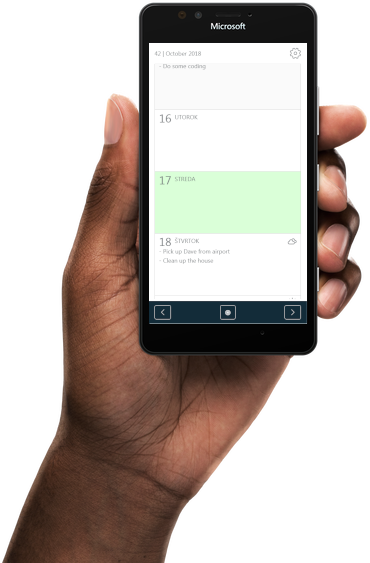 Microsoft
42 | October 2018
- Do some coding
16 UTOROK
17 STREDA
18 ŠTVRTOK
- Pick up Dave from airport
- Clean up the house